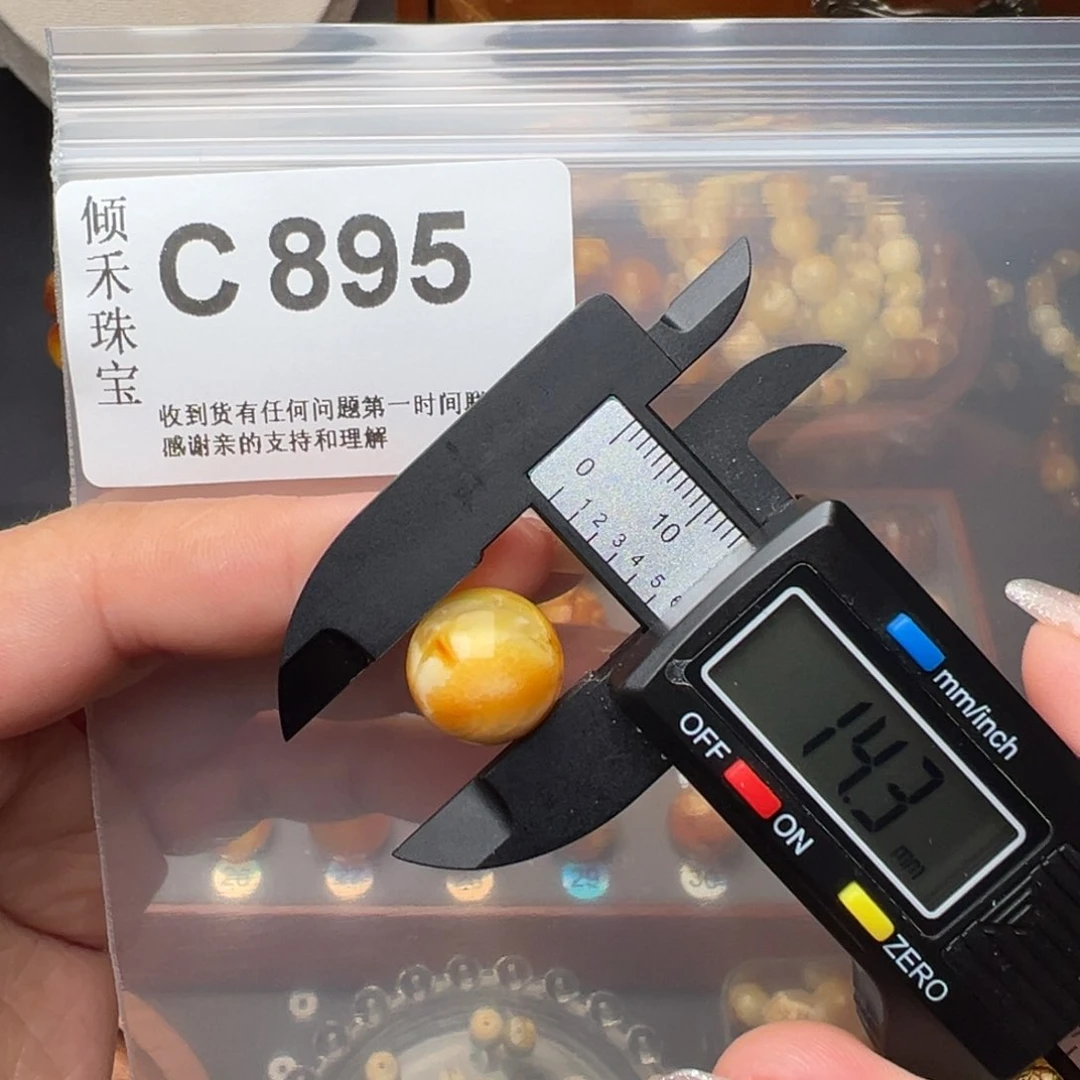 倾禾珠宝
C 895
收到货有任何问题第一时间联
感谢亲的支持和理解
0
10
1 2 3 4 5 6
mm/inch
OFF
ON
14.3
mm
ZERO
29